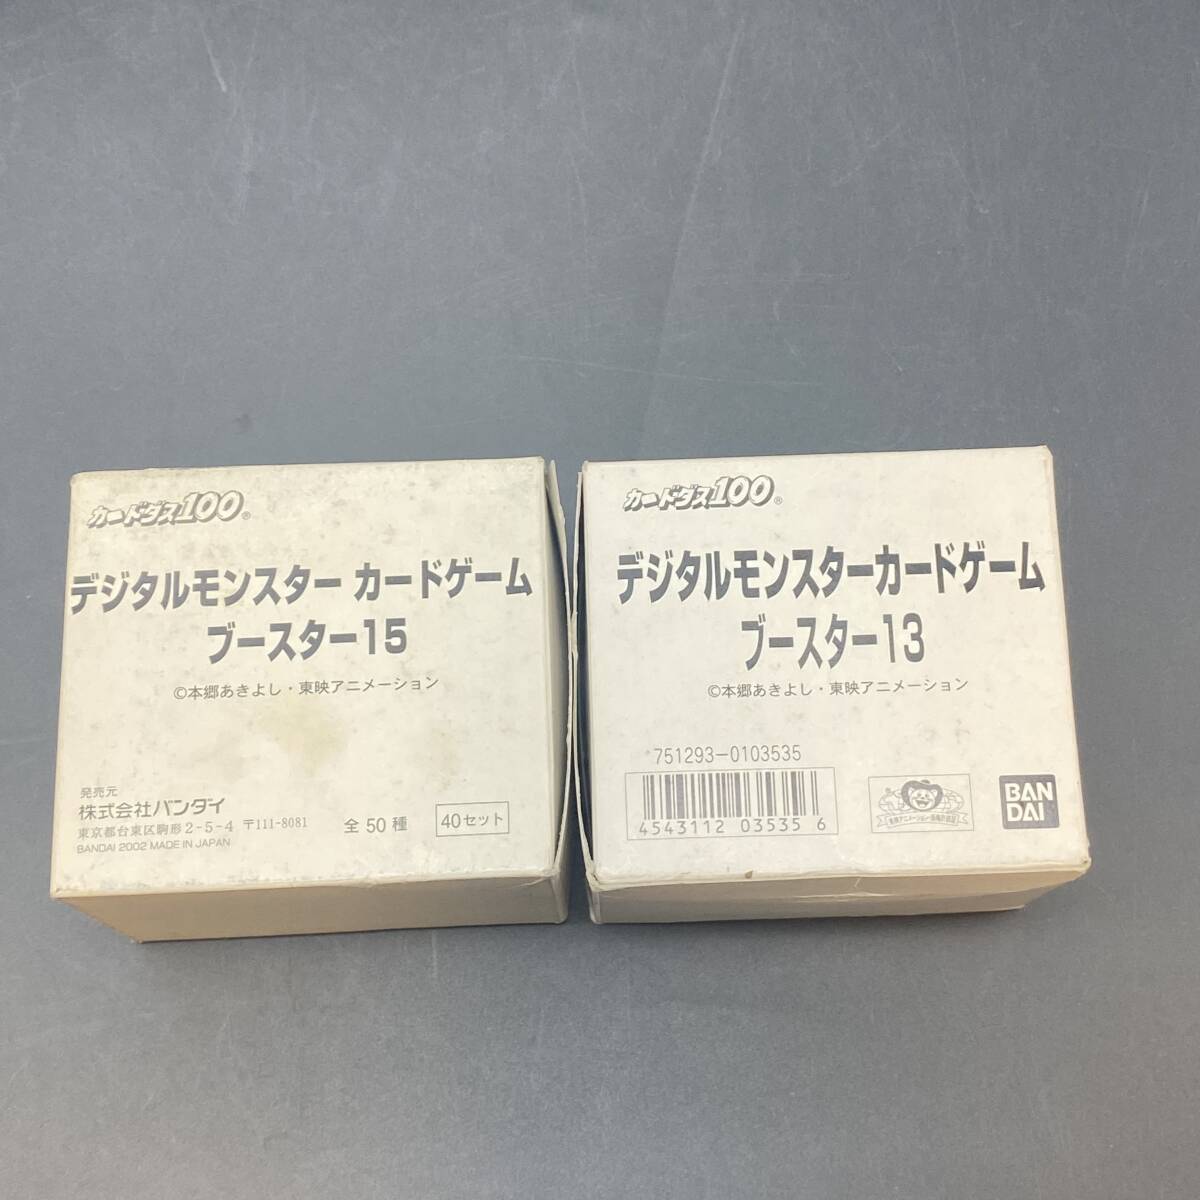 カードダス100®
デジタルモンスター カードゲーム
ブースター15
©本郷あきよし・東映アニメーション
発売元
株式会社バンダイ
東京都台東区駒形2-5-4 〒111-8081
BANDAI 2002 MADE IN JAPAN
全50種
40セット
カードダス100®
デジタルモンスターカードゲーム
ブースター13
©本郷あきよし・東映アニメーション
751293-0103535
4543112 03535 6
BAN
DAI